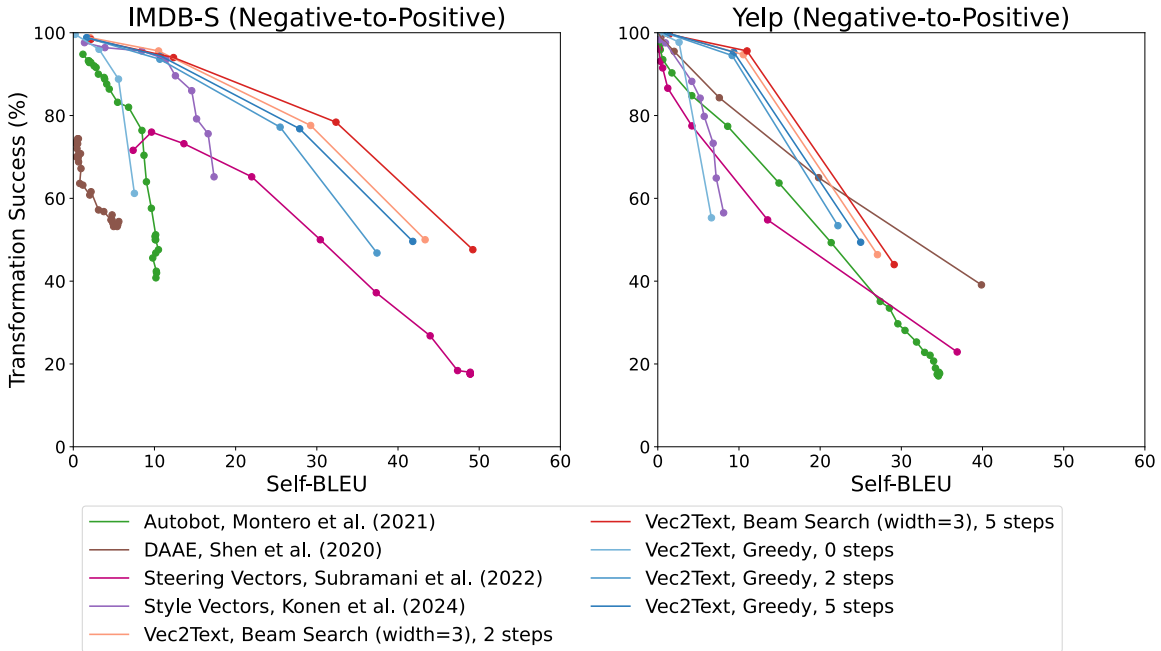 IMDB-S (Negative-to-Positive)
Yelp (Negative-to-Positive)
Transformation Success (%)
100
80
60
40
20
0
0 10 20 30 40 50 60
Self-BLEU
100
80
60
40
20
0
0 10 20 30 40 50 60
Self-BLEU
Autobot, Montero et al. (2021)
DAAE, Shen et al. (2020)
Steering Vectors, Subramani et al. (2022)
Style Vectors, Konen et al. (2024)
Vec2Text, Beam Search (width=3), 2 steps
Vec2Text, Beam Search (width=3), 5 steps
Vec2Text, Greedy, 0 steps
Vec2Text, Greedy, 2 steps
Vec2Text, Greedy, 5 steps